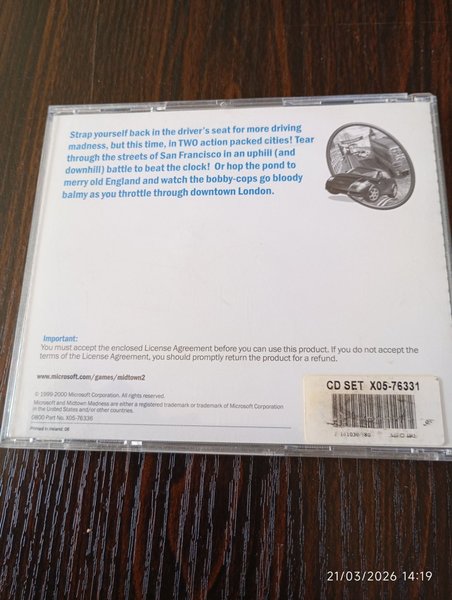 Strap yourself back in the driver's seat for more driving
madness, but this time, in TWO action packed cities! Tear
through the streets of San Francisco in an uphill (and
downhill) battle to beat the clock! Or hop the pond to
merry old England and watch the bobby-cops go bloody
balmy as you throttle through downtown London.
Important:
You must accept the enclosed License Agreement before you can use this product. If you do not accept the
terms of the License Agreement, you should promptly return the product for a refund.
www.microsoft.com/games/midtown2
© 1999-2000 Microsoft Corporation. All rights reserved.
Microsoft and Midtown Madness are either a registered trademark or trademark of Microsoft Corporation
in the United States and/or other countries.
0800 Part No. X05-76336
Printed in Ireland. 06
CD SET X05-76331
21/03/2026 14:19